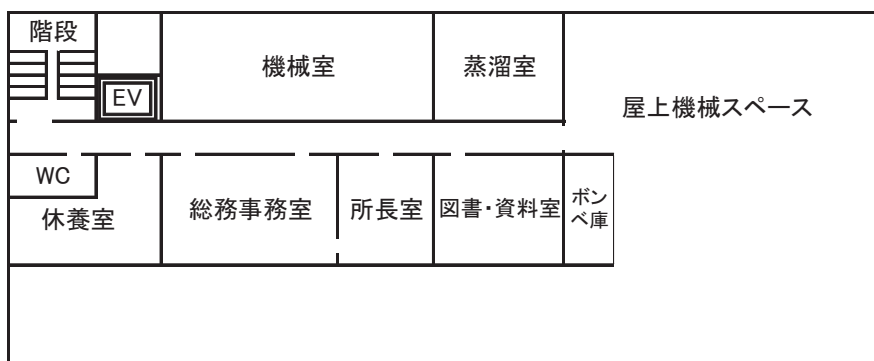 階段
機械室
蒸溜室
EV
屋上機械スペース
WC
休養室
総務事務室
所長室
図書・資料室
ボン
ベ庫